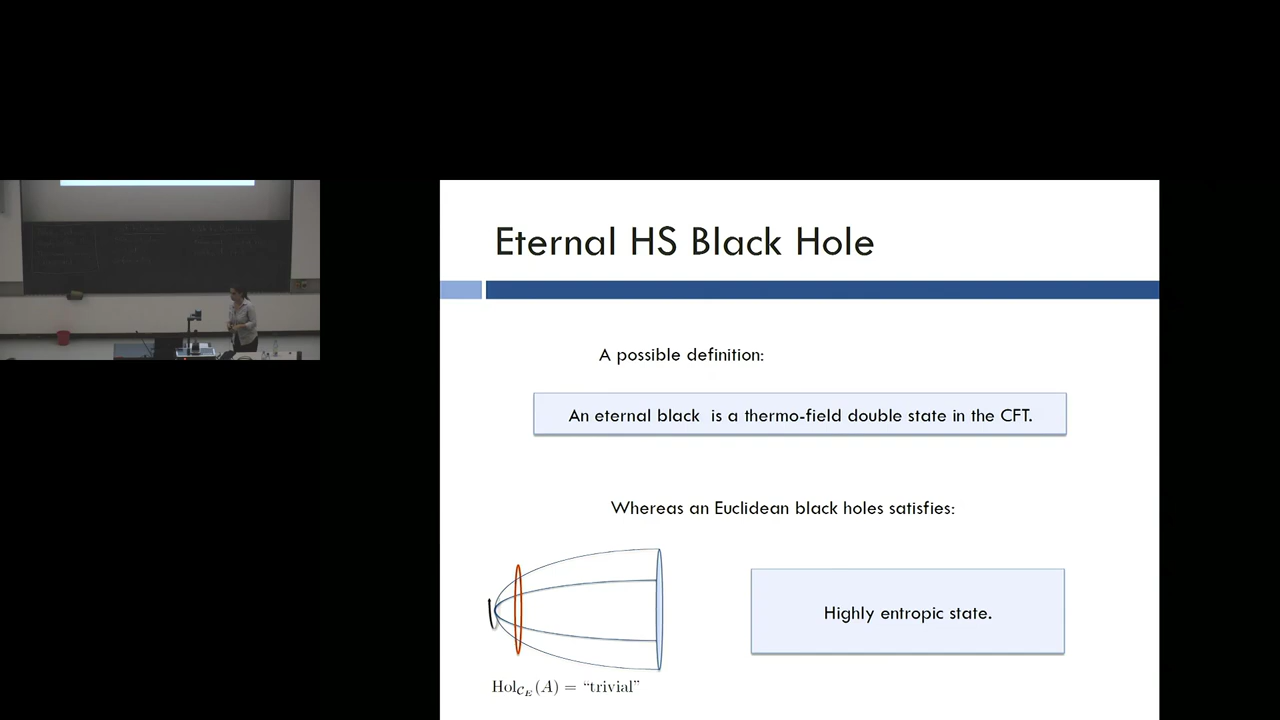 Eternal HS Black Hole
A possible definition:
An eternal black is a thermo-field double state in the CFT.
Whereas an Euclidean black holes satisfies:
Highly entropic state.
Hol_{C_E}(A) = “trivial”